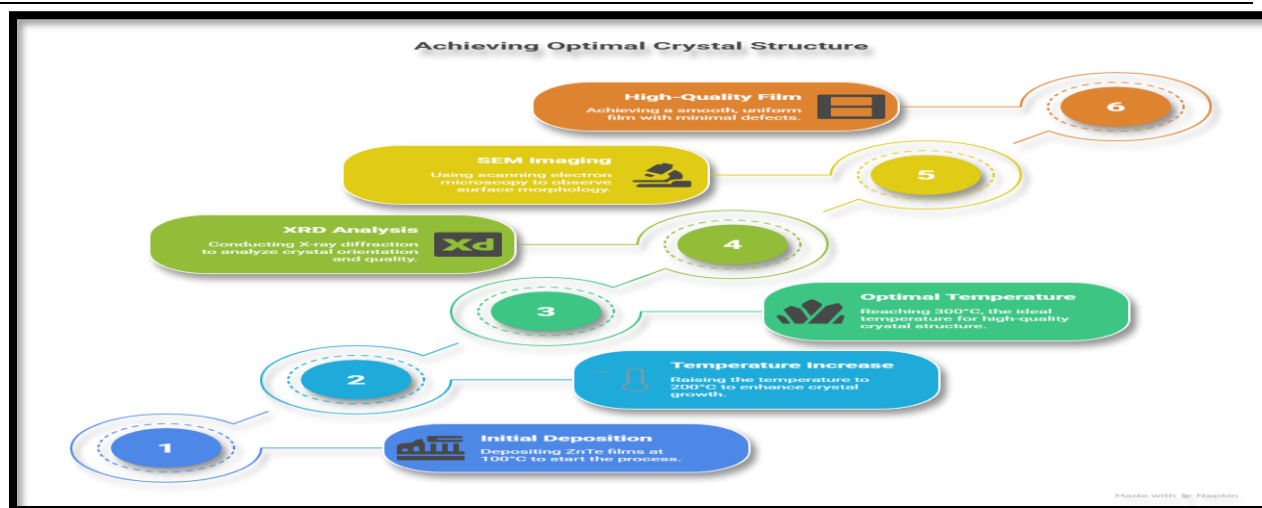 Achieving Optimal Crystal Structure
High-Quality Film
Achieving a smooth, uniform
film with minimal defects.
6
SEM Imaging
Using scanning electron
microscopy to observe
surface morphology.
5
XRD Analysis
Conducting X-ray diffraction
to analyze crystal orientation
and quality.
Xd
4
3
Optimal Temperature
Reaching 300°C, the ideal
temperature for high-quality
crystal structure.
2
Temperature Increase
Raising the temperature to
200°C to enhance crystal
growth.
1
Initial Deposition
Depositing ZnTe films at
100°C to start the process.
Made with Napkin